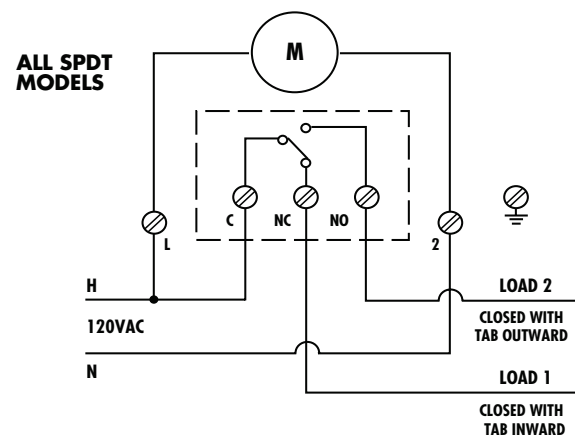 ALL SPDT
MODELS
M
C
NC
NO
L
2
H
120VAC
N
LOAD 2
CLOSED WITH
TAB OUTWARD
LOAD 1
CLOSED WITH
TAB INWARD